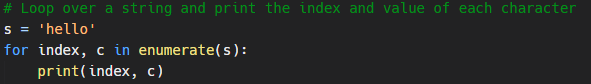 # Loop over a string and print the index and value of each character
s = 'hello'
for index, c in enumerate(s):
    print(index, c)